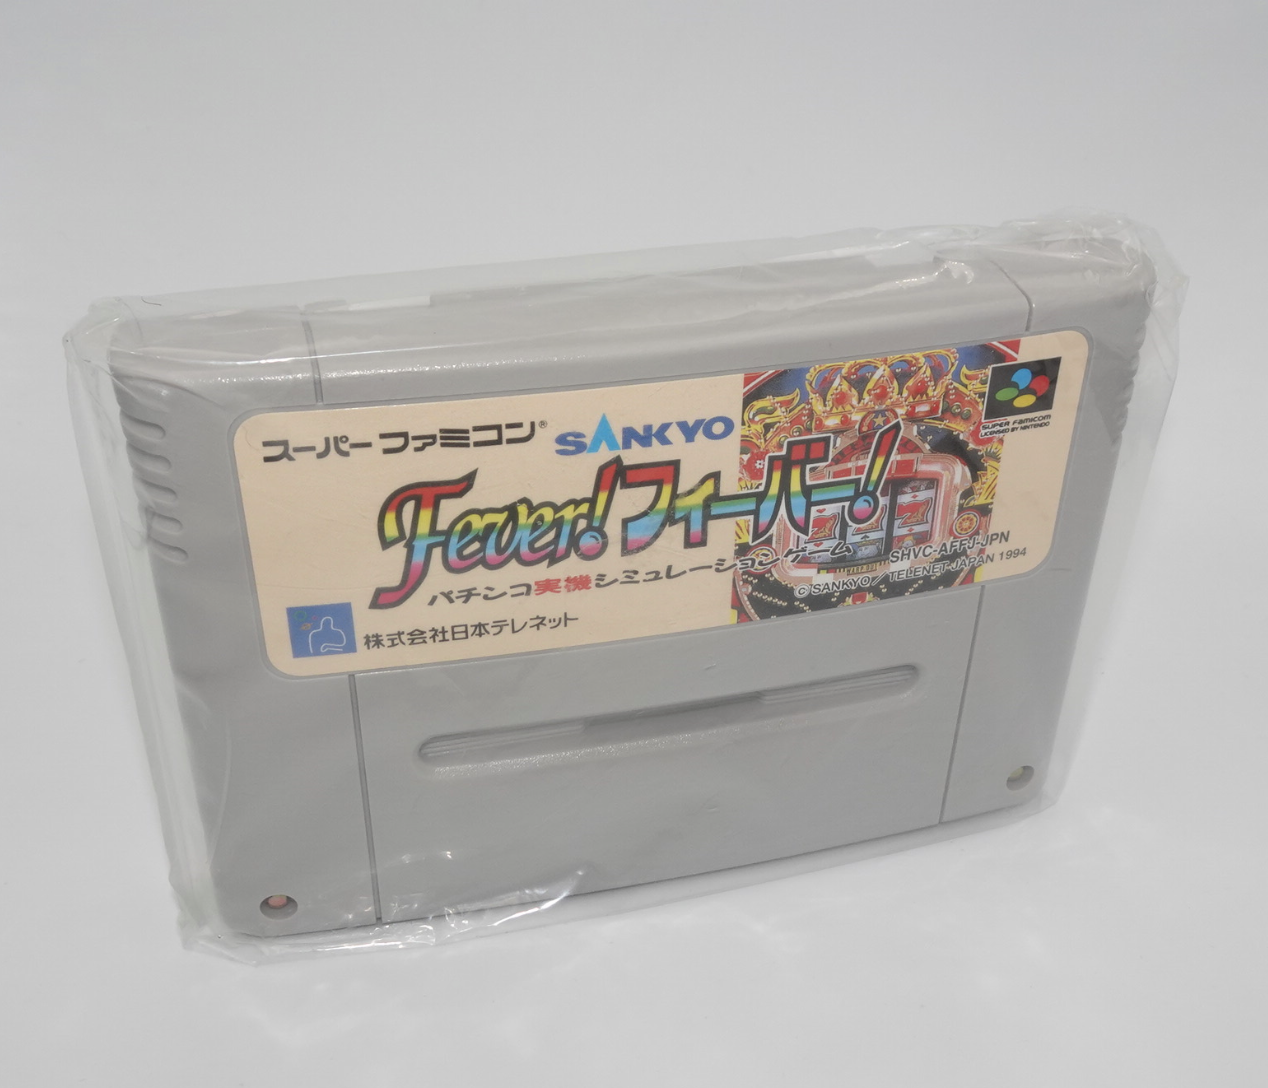 スーパーファミコン®
SANKYO
Fever!フィーバー!
パチンコ実機シミュレーションゲーム
株式会社日本テレネット
SUPER FAMICOM
LICENSED BY NINTENDO
SHVC-AFFJ-JPN
©SANKYO/TELENET JAPAN 1994